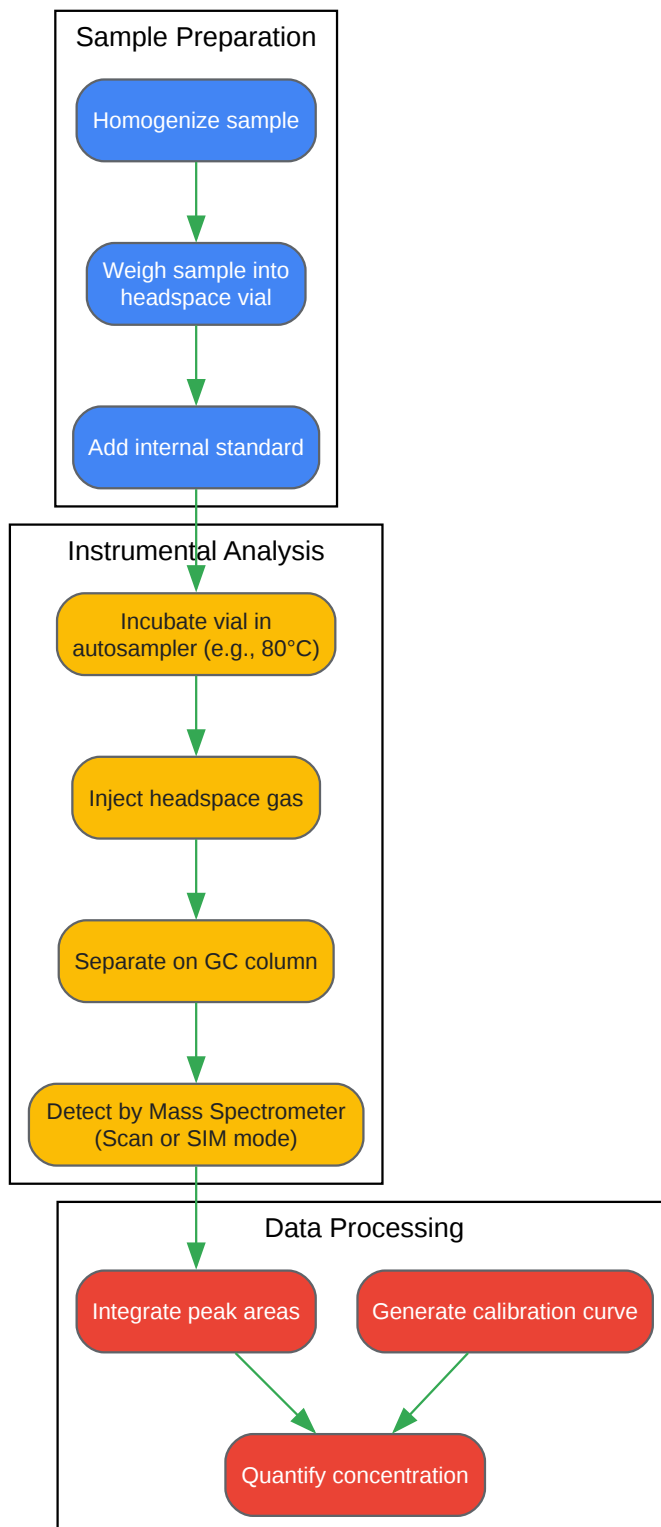 Sample Preparation
Homogenize sample
Weigh sample into
headspace vial
Add internal standard
Instrumental Analysis
Incubate vial in
autosampler (e.g., 80°C)
Inject headspace gas
Separate on GC column
Detect by Mass Spectrometer
(Scan or SIM mode)
Data Processing
Integrate peak areas
Generate calibration curve
Quantify concentration